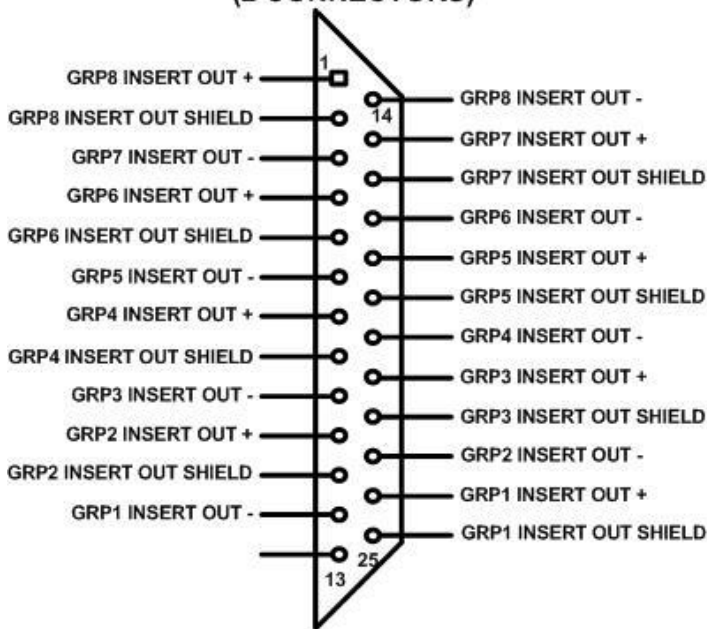 (D CONNECTORS)
1
GRP8 INSERT OUT +
GRP8 INSERT OUT SHIELD
GRP7 INSERT OUT -
GRP6 INSERT OUT +
GRP6 INSERT OUT SHIELD
GRP5 INSERT OUT -
GRP4 INSERT OUT +
GRP4 INSERT OUT SHIELD
GRP3 INSERT OUT -
GRP2 INSERT OUT +
GRP2 INSERT OUT SHIELD
GRP1 INSERT OUT -
13
14
GRP8 INSERT OUT -
GRP7 INSERT OUT +
GRP7 INSERT OUT SHIELD
GRP6 INSERT OUT -
GRP5 INSERT OUT +
GRP5 INSERT OUT SHIELD
GRP4 INSERT OUT -
GRP3 INSERT OUT +
GRP3 INSERT OUT SHIELD
GRP2 INSERT OUT -
GRP1 INSERT OUT +
GRP1 INSERT OUT SHIELD
25